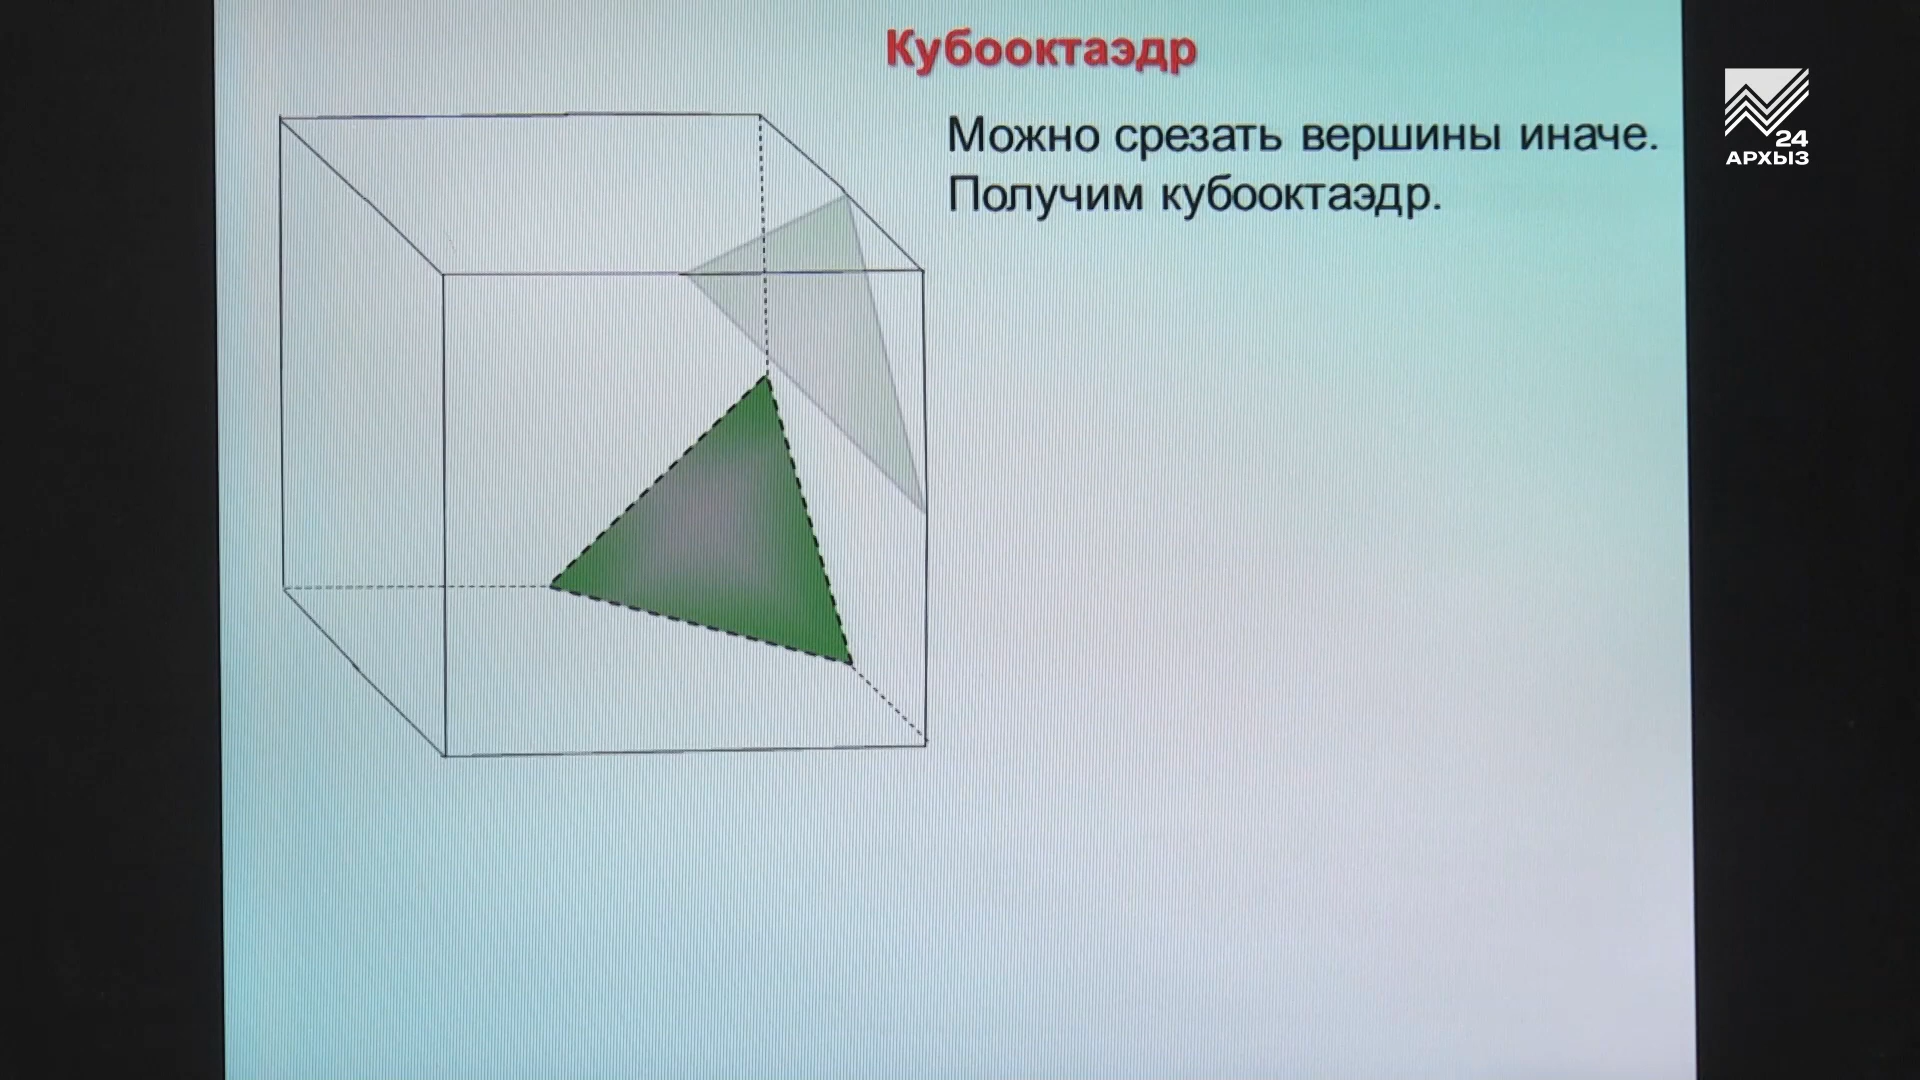 Кубооктаэдр
Можно срезать вершины иначе.
Получим кубооктаэдр.
24
АРХЫЗ